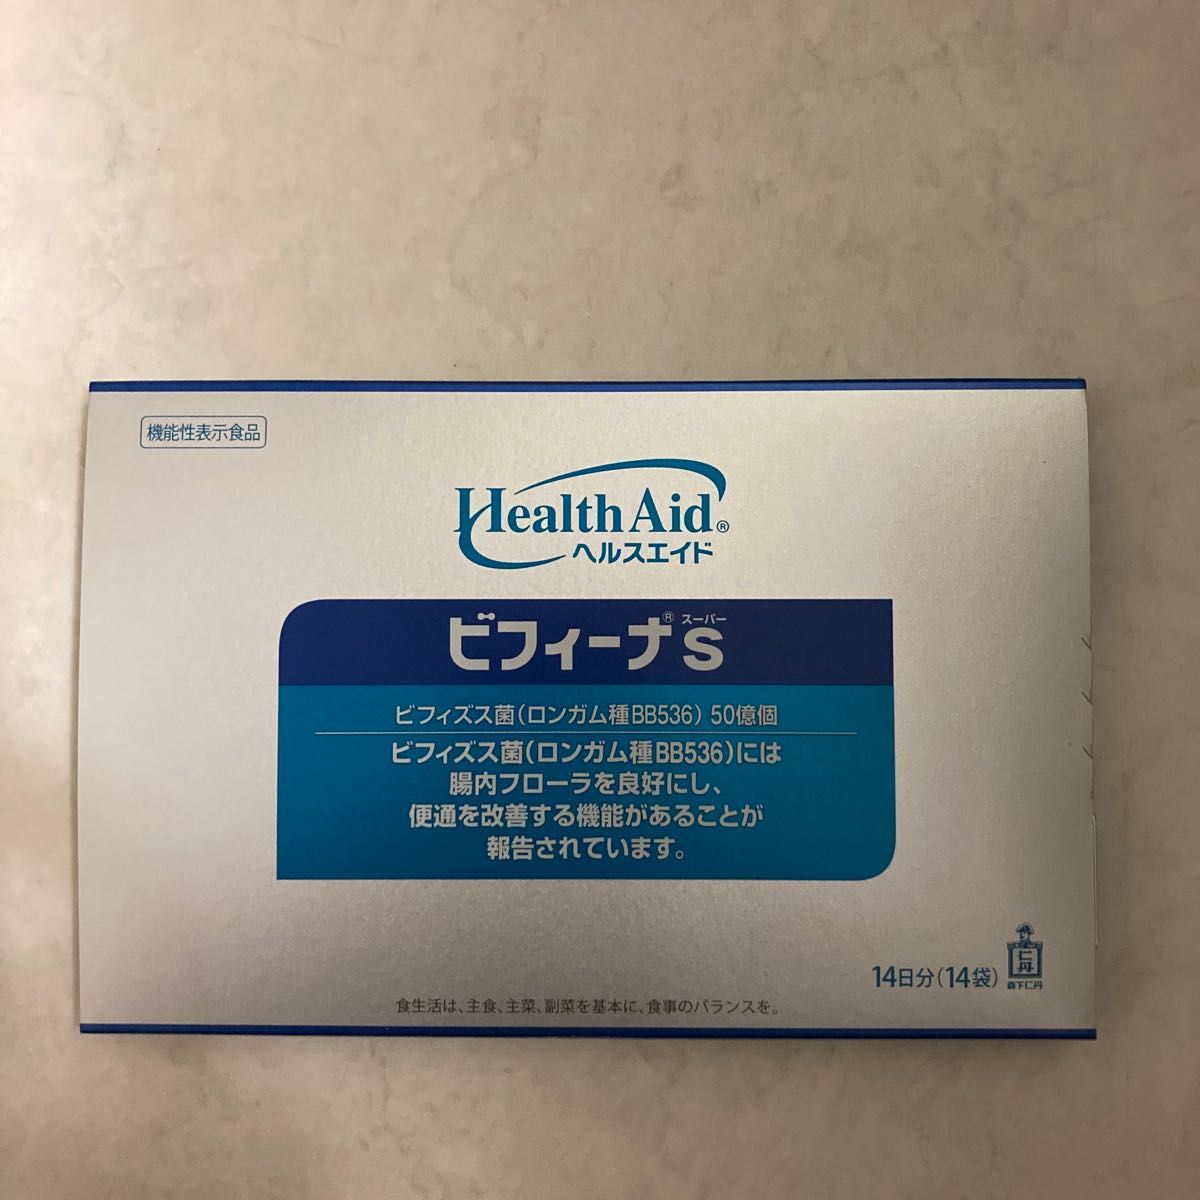 機能性表示食品
Health Aid®
ヘルスエイド
スーパー
ビフィーナ®S
ビフィズス菌(ロンガム種BB536) 50億個
ビフィズス菌(ロンガム種BB536)には
腸内フローラを良好にし、
便通を改善する機能があることが
報告されています。
仁丹
14日分(14袋)
森下仁丹
食生活は、主食、主菜、副菜を基本に、食事のバランスを。